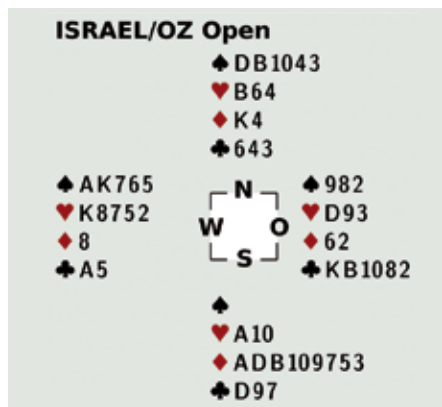 ISRAEL/OZ Open
♠ DB1043
♥ B64
♦ K4
♣ 643
♠ AK765
♥ K8752
♦ 8
♣ A5
N
W O
S
♠ 982
♥ D93
♦ 62
♣ KB1082
♠
♥ A10
♦ ADB109753
♣ D97